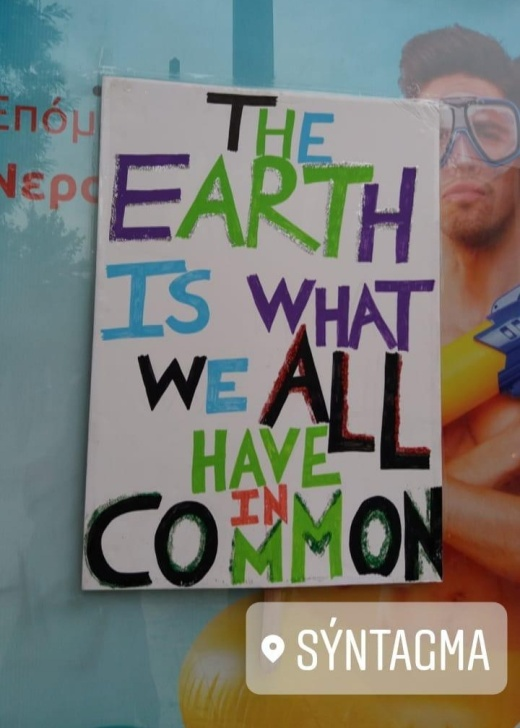 Επόμ
Νερο
THE
EARTH
IS WHAT
WE ALL
HAVE
IN
COMMON
SÝNTAGMA